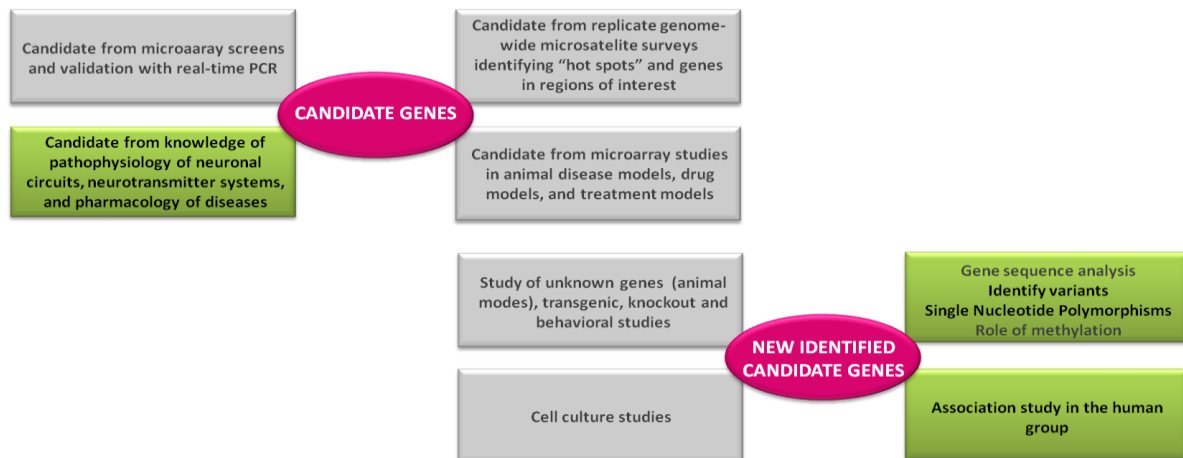 Candidate from microaaray screens
and validation with real-time PCR
Candidate from replicate genome-
wide microsatelite surveys
identifying “hot spots” and genes
in regions of interest
CANDIDATE GENES
Candidate from knowledge of
pathophysiology of neuronal
circuits, neurotransmitter systems,
and pharmacology of diseases
Candidate from microarray studies
in animal disease models, drug
models, and treatment models
Study of unknown genes (animal
modes), transgenic, knockout and
behavioral studies
Gene sequence analysis
Identify variants
Single Nucleotide Polymorphisms
Role of methylation
NEW IDENTIFIED
CANDIDATE GENES
Cell culture studies
Association study in the human
group